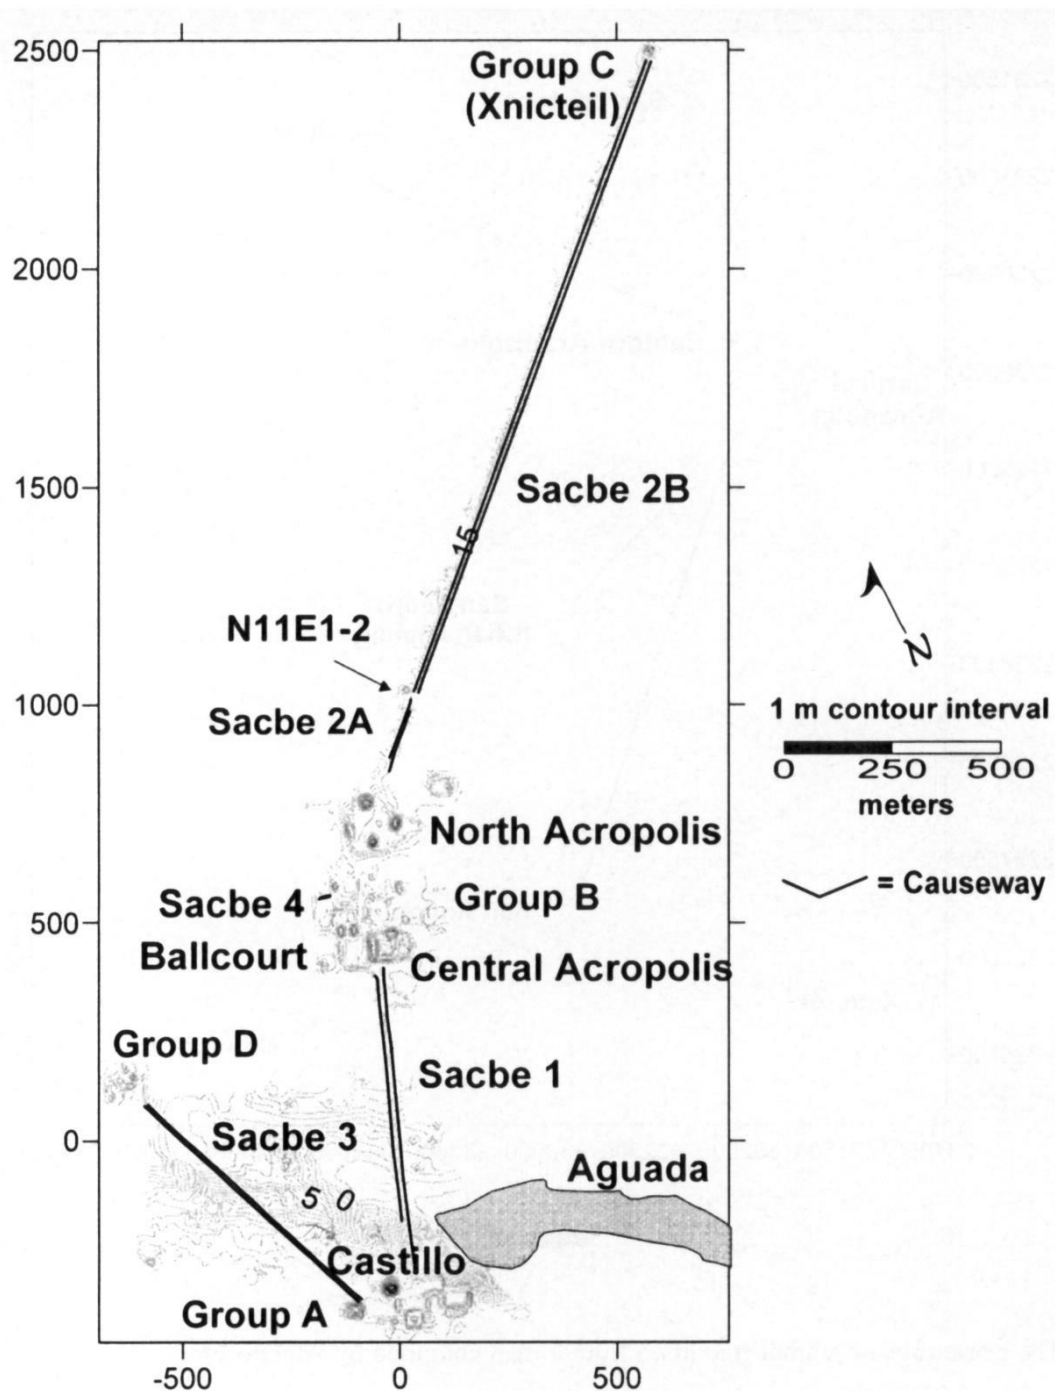 2500
Group C
(Xnicteil)
2000
1500
Sacbe 2B
15
N11E1-2
1000
Sacbe 2A
N
1 m contour interval
0 250 500
meters
North Acropolis
= Causeway
Sacbe 4
Group B
500
Ballcourt
Central Acropolis
Group D
Sacbe 1
0
Sacbe 3
Aguada
50
Castillo
Group A
-500 0 500